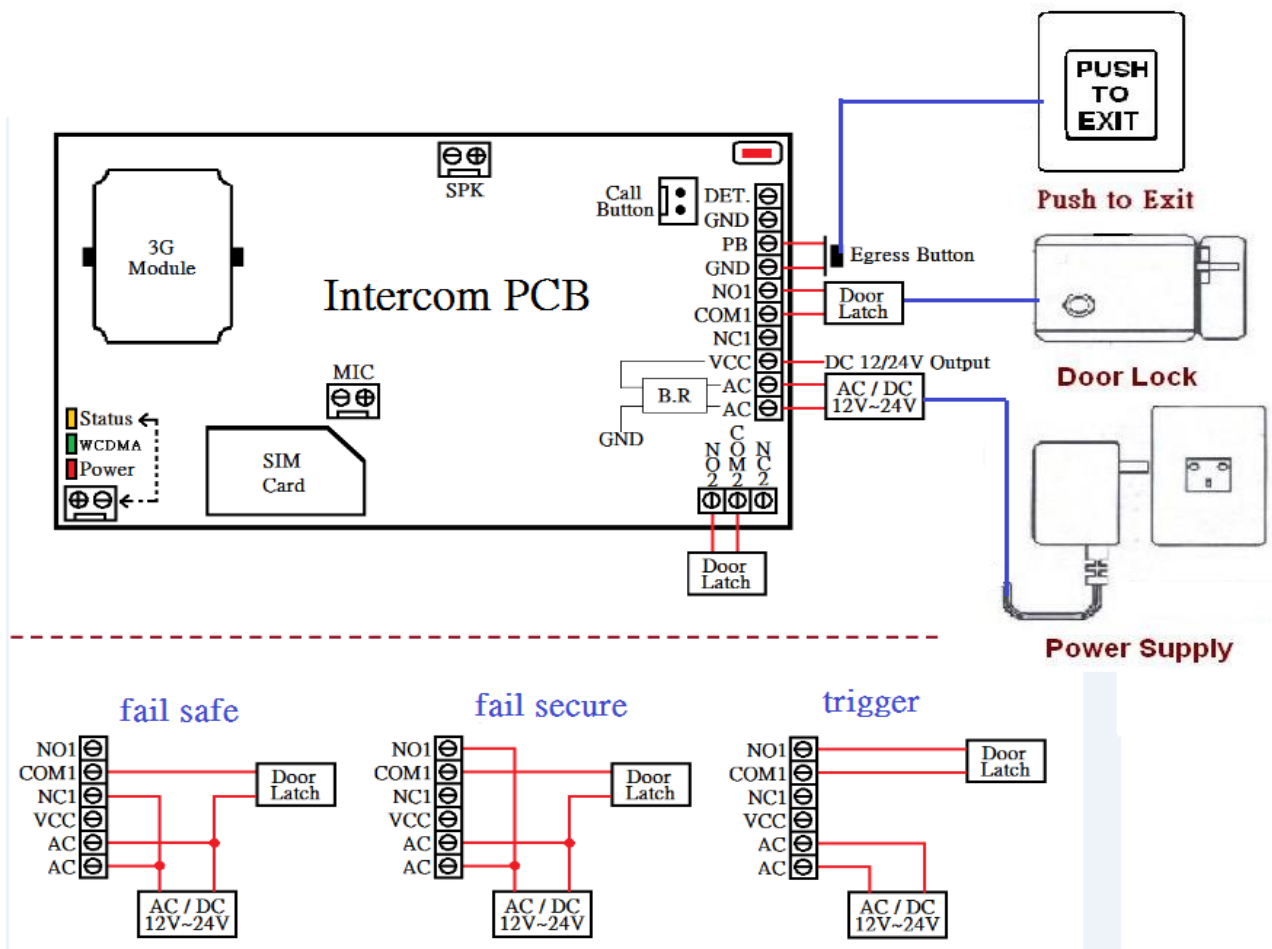 PUSH
TO
EXIT
Push to Exit
SPK
Call
Button
DET.
GND
PB
GND
NO1
COM1
NC1
VCC
AC
AC
Egress Button
Door
Latch
DC 12/24V Output
AC / DC
12V~24V
Door Lock
3G
Module
Intercom PCB
MIC
B.R
GND
Status
WCDMA
Power
SIM
Card
NO2
COM2
NC2
Door
Latch
Power Supply
fail safe
NO1
COM1
NC1
VCC
AC
AC
Door
Latch
AC / DC
12V~24V
fail secure
NO1
COM1
NC1
VCC
AC
AC
Door
Latch
AC / DC
12V~24V
trigger
NO1
COM1
NC1
VCC
AC
AC
Door
Latch
AC / DC
12V~24V